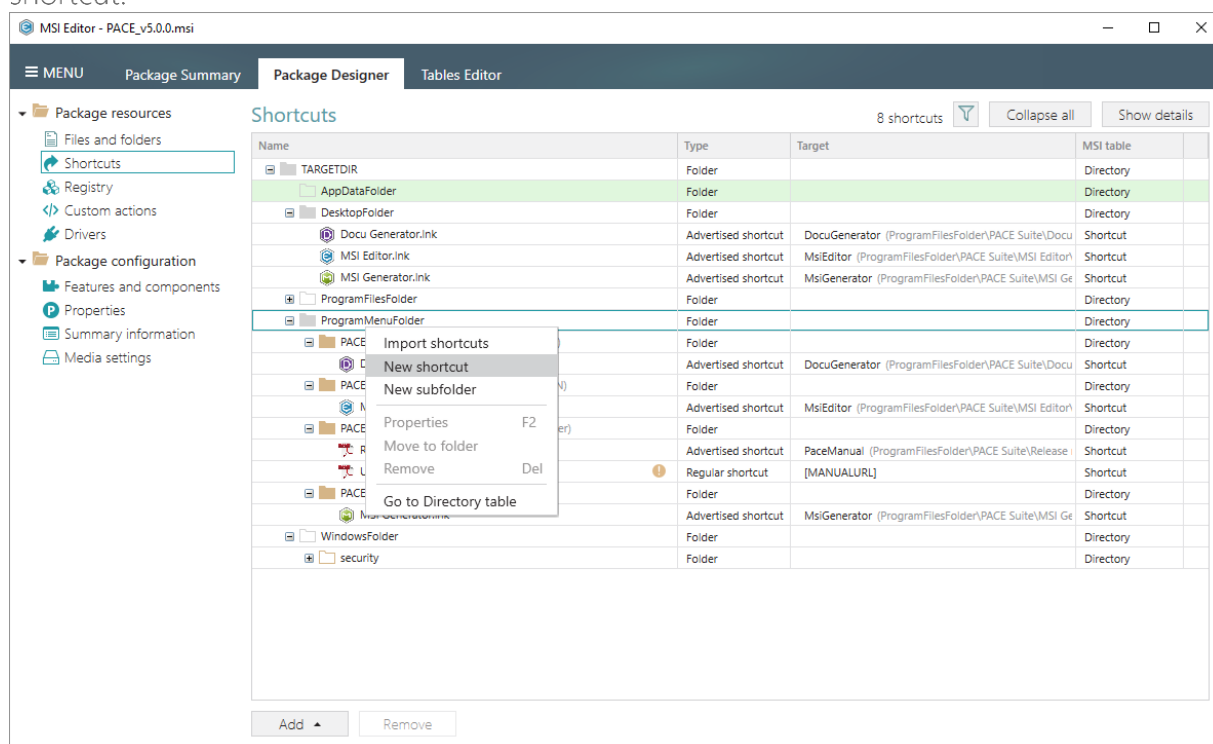 shortcut.
MSI Editor - PACE_v5.0.0.msi
MENU Package Summary Package Designer Tables Editor
Package resources
Files and folders
Shortcuts
Registry
Custom actions
Drivers
Package configuration
Features and components
Properties
Summary information
Media settings
Shortcuts 8 shortcuts Collapse all Show details
Name Type Target MSI table
TARGETDIR Folder Directory
AppDataFolder Folder Directory
DesktopFolder Folder Directory
Docu Generator.lnk Advertised shortcut DocuGenerator (ProgramFilesFolder\PACE Suite\Docu Shortcut
MSI Editor.lnk Advertised shortcut MsiEditor (ProgramFilesFolder\PACE Suite\MSI Editor\ Shortcut
MSI Generator.lnk Advertised shortcut MsiGenerator (ProgramFilesFolder\PACE Suite\MSI Ge Shortcut
ProgramFilesFolder Folder Directory
ProgramMenuFolder Folder Directory
PACE ) Folder Directory
D Advertised shortcut DocuGenerator (ProgramFilesFolder\PACE Suite\Docu Shortcut
PACE N) Folder Directory
M Advertised shortcut MsiEditor (ProgramFilesFolder\PACE Suite\MSI Editor\ Shortcut
PACE er) Folder Directory
R Advertised shortcut PaceManual (ProgramFilesFolder\PACE Suite\Release Shortcut
U Regular shortcut [MANUALURL] Shortcut
PACE Folder Directory
MSI Generator.lnk Advertised shortcut MsiGenerator (ProgramFilesFolder\PACE Suite\MSI Ge Shortcut
WindowsFolder Folder Directory
security Folder Directory
Import shortcuts
New shortcut
New subfolder
Properties F2
Move to folder
Remove Del
Go to Directory table
Add Remove